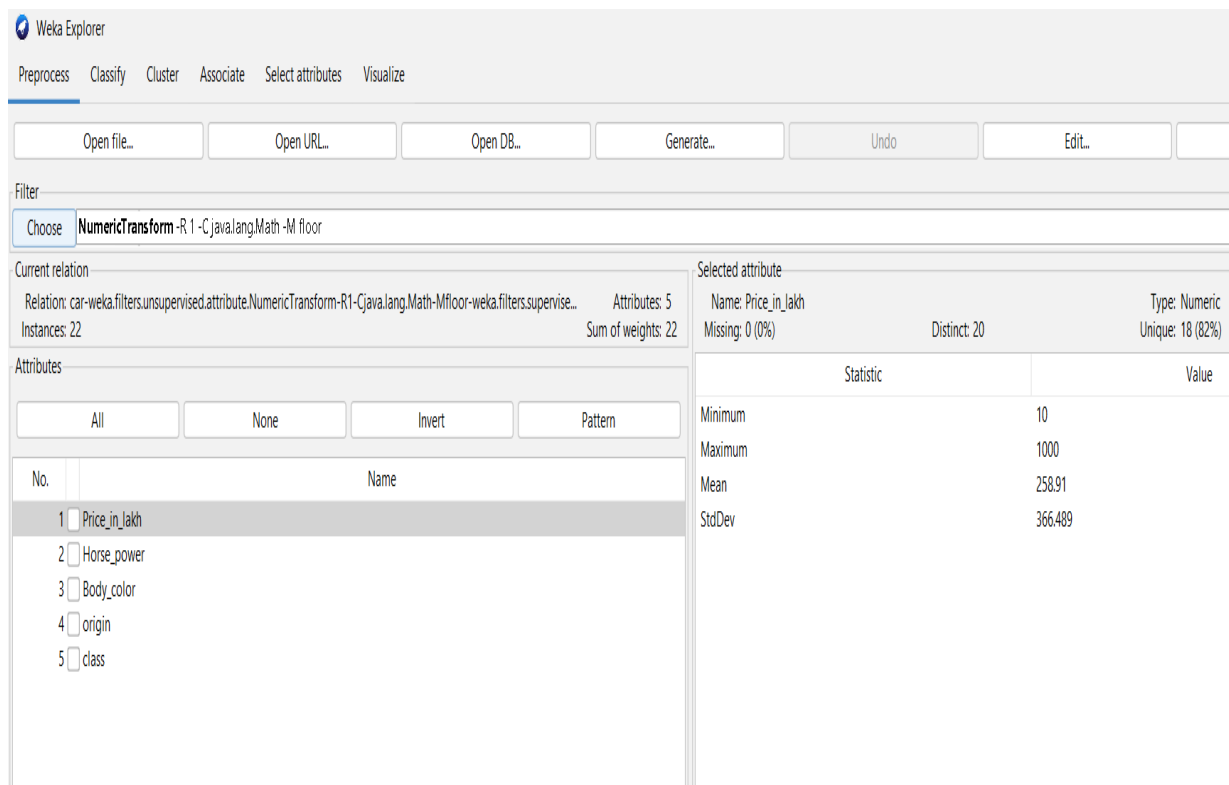 Weka Explorer
Preprocess Classify Cluster Associate Select attributes Visualize
Open file... Open URL... Open DB... Generate... Undo Edit...
Filter
Choose NumericTransform -R 1 -C java.lang.Math -M floor
Current relation
Relation: car-weka.filters.unsupervised.attribute.NumericTransform-R1-Cjava.lang.Math-Mfloor-weka.filters.supervise... Attributes: 5
Instances: 22 Sum of weights: 22
Attributes
All None Invert Pattern
No. Name
1 Price_in_lakh
2 Horse_power
3 Body_color
4 origin
5 class
Selected attribute
Name: Price_in_lakh Type: Numeric
Missing: 0 (0%) Distinct: 20 Unique: 18 (82%)
Statistic Value
Minimum 10
Maximum 1000
Mean 258.91
StdDev 366.489